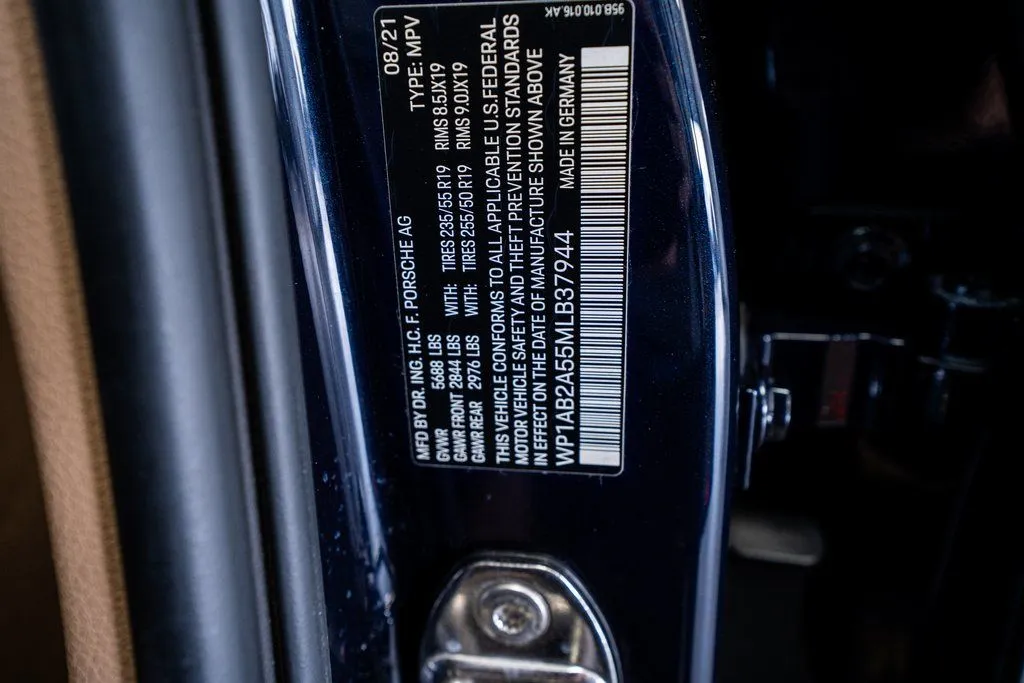 MFD BY DR. ING. H.C. F. PORSCHE AG 08/21
TYPE: MPV
GVWR 5688 LBS WITH: TIRES 235/55 R19 RIMS 8.5JX19
GAWR FRONT 2844 LBS WITH: TIRES 255/50 R19 RIMS 9.0JX19
GAWR REAR 2976 LBS
THIS VEHICLE CONFORMS TO ALL APPLICABLE U.S.FEDERAL
MOTOR VEHICLE SAFETY AND THEFT PREVENTION STANDARDS
IN EFFECT ON THE DATE OF MANUFACTURE SHOWN ABOVE
WP1AB2A55MLB37944 MADE IN GERMANY
95B.010.016.AK